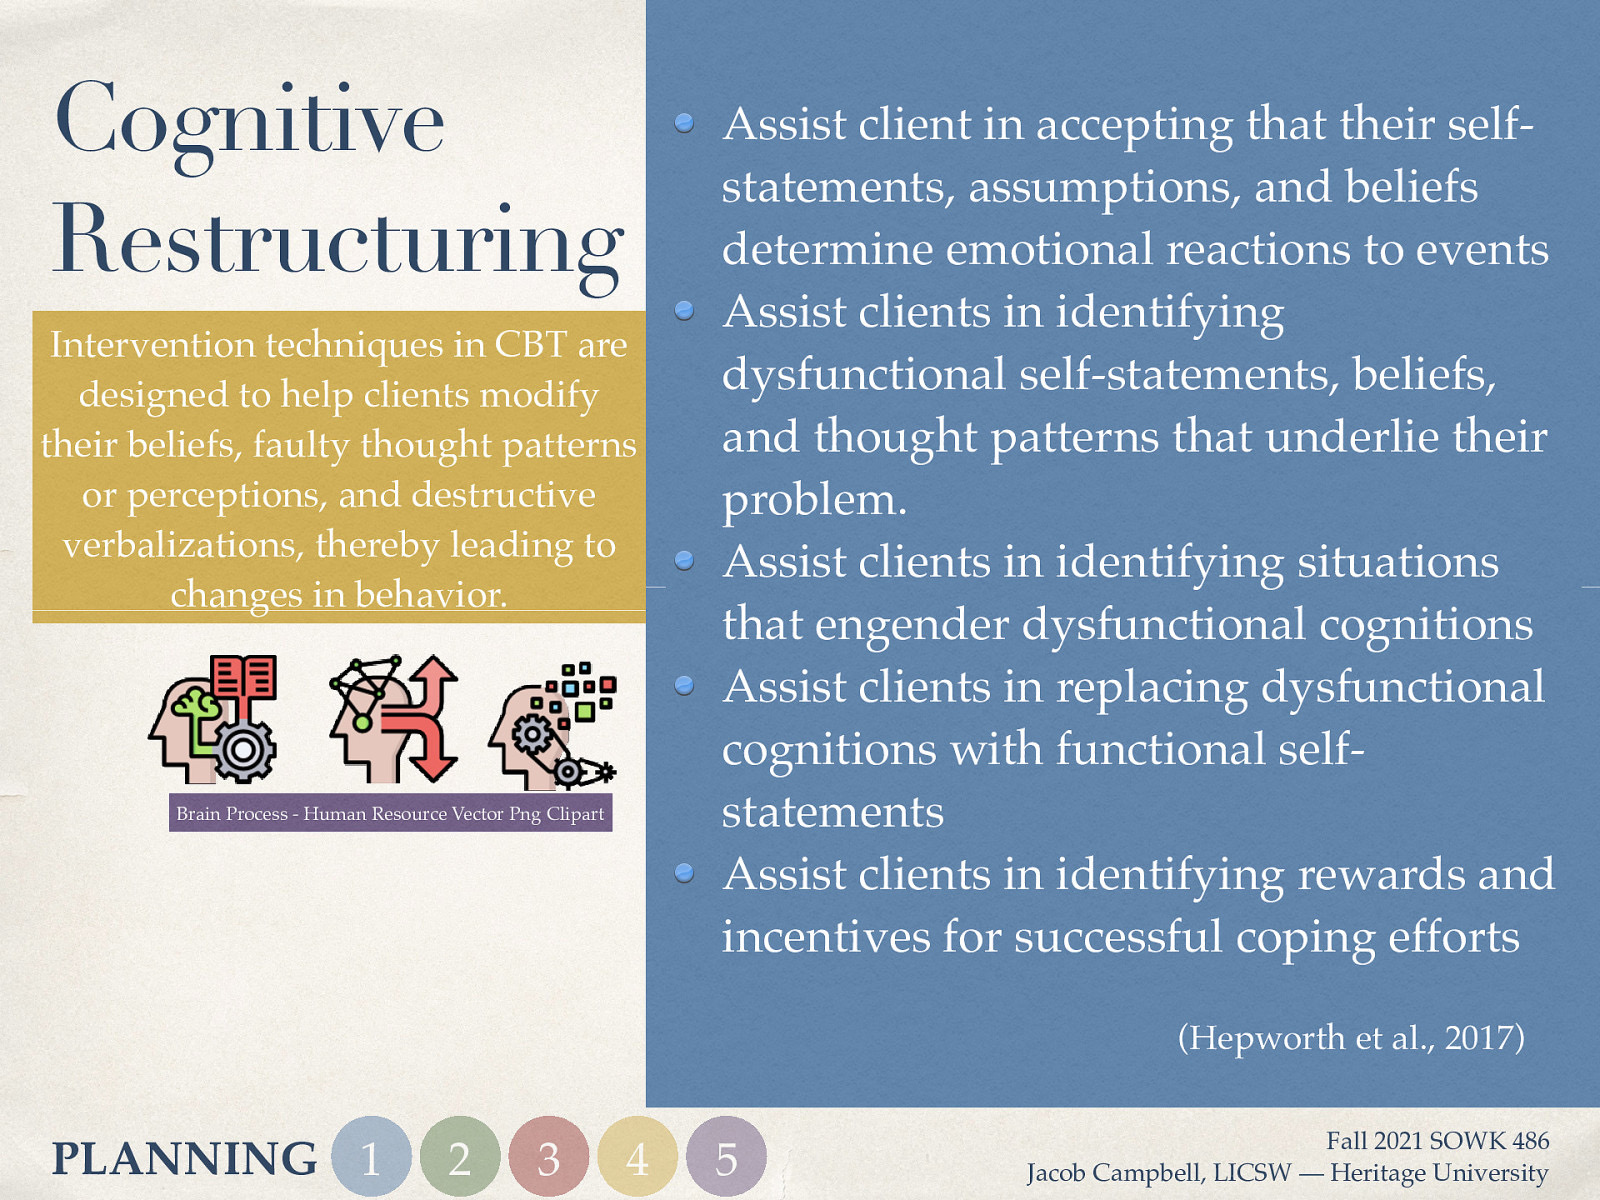 Cognitive
Restructuring
Intervention techniques in CBT are
designed to help clients modify
their beliefs, faulty thought patterns
or perceptions, and destructive
verbalizations, thereby leading to
changes in behavior.
Brain Process - Human Resource Vector Png Clipart
Assist client in accepting that their self-
statements, assumptions, and beliefs
determine emotional reactions to events
Assist clients in identifying
dysfunctional self-statements, beliefs,
and thought patterns that underlie their
problem.
Assist clients in identifying situations
that engender dysfunctional cognitions
Assist clients in replacing dysfunctional
cognitions with functional self-
statements
Assist clients in identifying rewards and
incentives for successful coping efforts
(Hepworth et al., 2017)
PLANNING 1 2 3 4 5
Fall 2021 SOWK 486
Jacob Campbell, LICSW — Heritage University